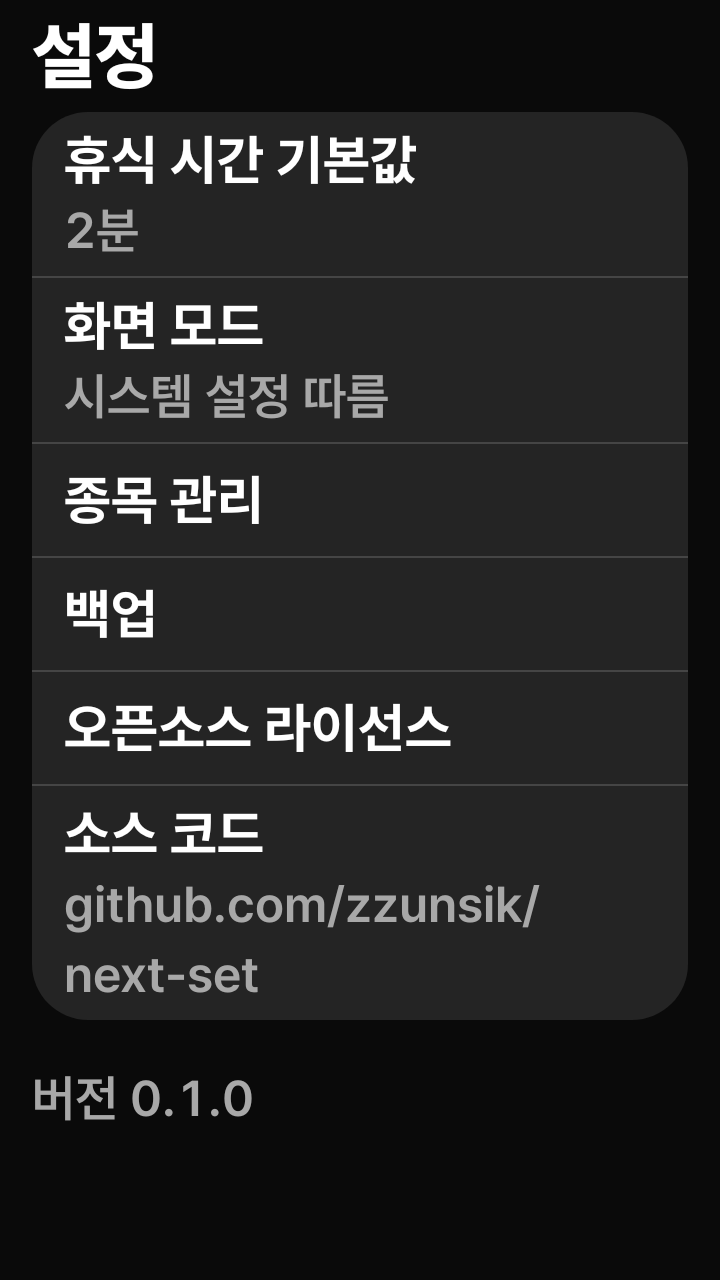 설정
휴식 시간 기본값
2분
화면 모드
시스템 설정 따름
종목 관리
백업
오픈소스 라이선스
소스 코드
github.com/zzunsik/
next-set
버전 0.1.0